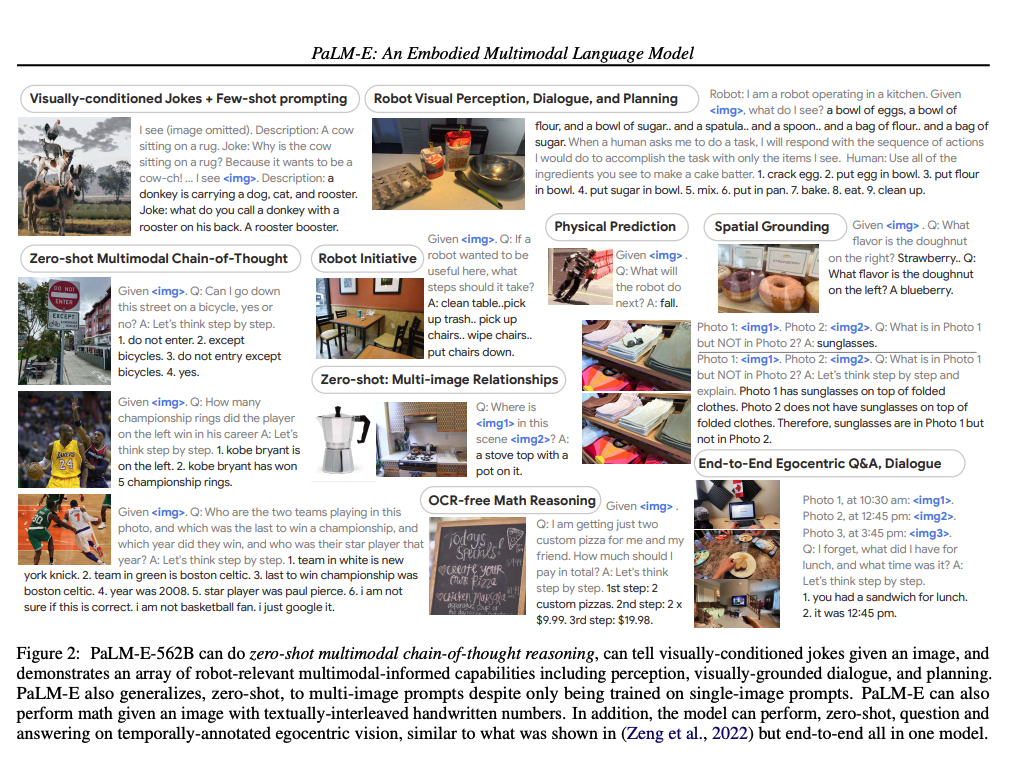 PaLM-E: An Embodied Multimodal Language Model
Visually-conditioned Jokes + Few-shot prompting
I see (image omitted). Description: A cow
sitting on a rug. Joke: Why is the cow
sitting on a rug? Because it wants to be a
cow-ch! ... I see <img>. Description: a
donkey is carrying a dog, cat, and rooster.
Joke: what do you call a donkey with a
rooster on his back. A rooster booster.
Robot Visual Perception, Dialogue, and Planning
Robot: I am a robot operating in a kitchen. Given
<img>, what do I see? a bowl of eggs, a bowl of
flour, and a bowl of sugar.. and a spatula.. and a spoon.. and a bag of flour.. and a bag of
sugar. When a human asks me to do a task, I will respond with the sequence of actions
I would do to accomplish the task with only the items I see. Human: Use all of the
ingredients you see to make a cake batter. 1. crack egg. 2. put egg in bowl. 3. put flour
in bowl. 4. put sugar in bowl. 5. mix. 6. put in pan. 7. bake. 8. eat. 9. clean up.
Zero-shot Multimodal Chain-of-Thought
DO NOT
ENTER
EXCEPT
Given <img>. Q: Can I go down
this street on a bicycle, yes or
no? A: Let's think step by step.
1. do not enter. 2. except
bicycles. 3. do not entry except
bicycles. 4. yes.
LAKERS
24
Given <img>. Q: How many
championship rings did the player
on the left win in his career A: Let's
think step by step. 1. kobe bryant is
on the left. 2. kobe bryant has won
5 championship rings.
30
7
Given <img>. Q: Who are the two teams playing in this
photo, and which was the last to win a championship, and
which year did they win, and who was their star player that
year? A: Let's think step by step. 1. team in white is new
york knick. 2. team in green is boston celtic. 3. last to win championship was
boston celtic. 4. year was 2008. 5. star player was paul pierce. 6. i am not
sure if this is correct. i am not basketball fan. i just google it.
Robot Initiative
Given <img>. Q: If a
robot wanted to be
useful here, what
steps should it take?
A: clean table..pick
up trash.. pick up
chairs.. wipe chairs..
put chairs down.
Zero-shot: Multi-image Relationships
Q: Where is
<img1> in this
scene <img2>? A:
a stove top with a
pot on it.
OCR-free Math Reasoning
Todays
Specials
CREATE YOUR
OWN PIZZA
CHICKEN MARSALA
Given <img> .
Q: I am getting just two
custom pizza for me and my
friend. How much should I
pay in total? A: Let's think
step by step. 1st step: 2
custom pizzas. 2nd step: 2 x
$9.99. 3rd step: $19.98.
Physical Prediction
Given <img> .
Q: What will
the robot do
next? A: fall.
Spatial Grounding
Given <img> . Q: What
flavor is the doughnut
on the right? Strawberry.. Q:
What flavor is the doughnut
on the left? A blueberry.
Photo 1: <img1>. Photo 2: <img2>. Q: What is in Photo 1
but NOT in Photo 2? A: sunglasses.
Photo 1: <img1>. Photo 2: <img2>. Q: What is in Photo 1
but NOT in Photo 2? A: Let's think step by step and
explain. Photo 1 has sunglasses on top of folded
clothes. Photo 2 does not have sunglasses on top of
folded clothes. Therefore, sunglasses are in Photo 1 but
not in Photo 2.
End-to-End Egocentric Q&A, Dialogue
Photo 1, at 10:30 am: <img1>.
Photo 2, at 12:45 pm: <img2>.
Photo 3, at 3:45 pm: <img3>.
Q: I forget, what did I have for
lunch, and what time was it? A:
Let's think step by step.
1. you had a sandwich for lunch.
2. it was 12:45 pm.
Figure 2: PaLM-E-562B can do zero-shot multimodal chain-of-thought reasoning, can tell visually-conditioned jokes given an image, and
demonstrates an array of robot-relevant multimodal-informed capabilities including perception, visually-grounded dialogue, and planning.
PaLM-E also generalizes, zero-shot, to multi-image prompts despite only being trained on single-image prompts. PaLM-E can also
perform math given an image with textually-interleaved handwritten numbers. In addition, the model can perform, zero-shot, question and
answering on temporally-annotated egocentric vision, similar to what was shown in (Zeng et al., 2022) but end-to-end all in one model.